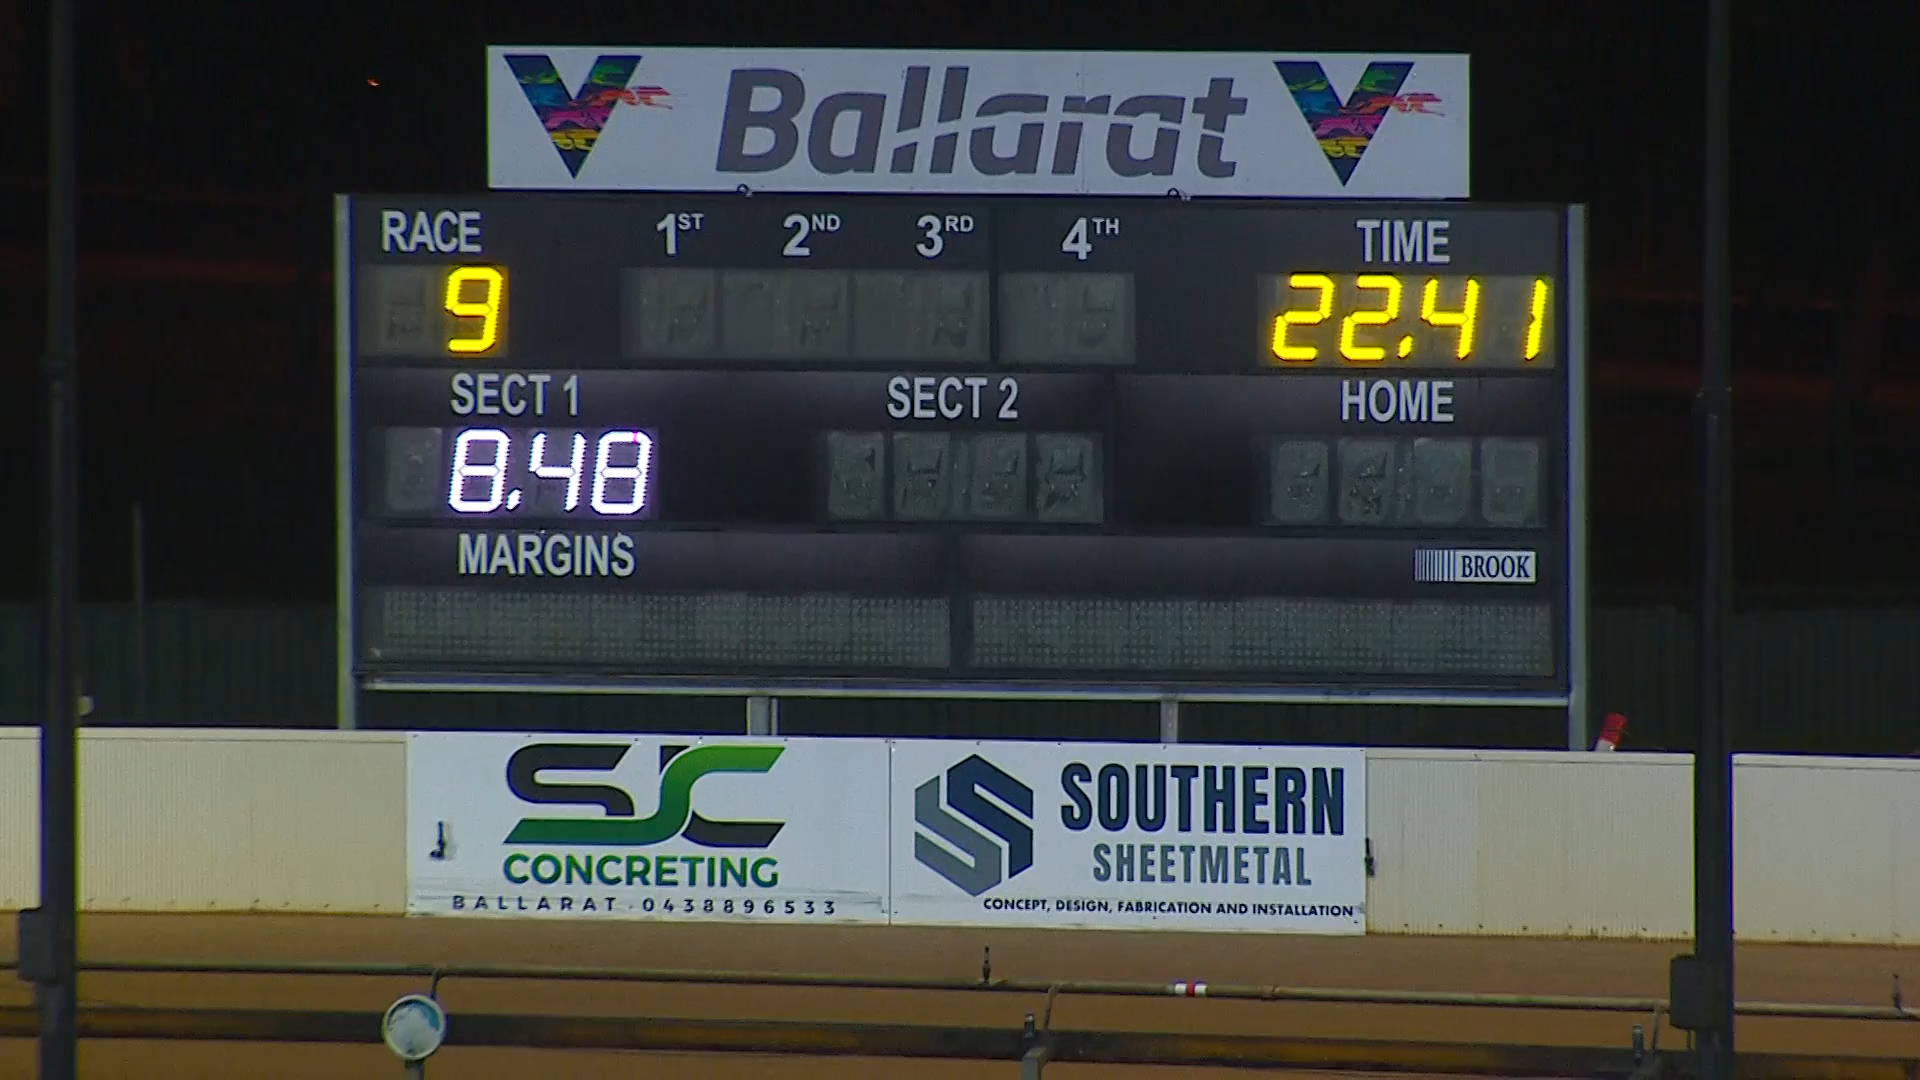 Ballarat
RACE 1ST 2ND 3RD 4TH TIME
9 22.41
SECT 1 SECT 2 HOME
8.48
MARGINS BROOK
SJC
CONCRETING
BALLARAT . 0438896533
SOUTHERN
SHEETMETAL
CONCEPT, DESIGN, FABRICATION AND INSTALLATION